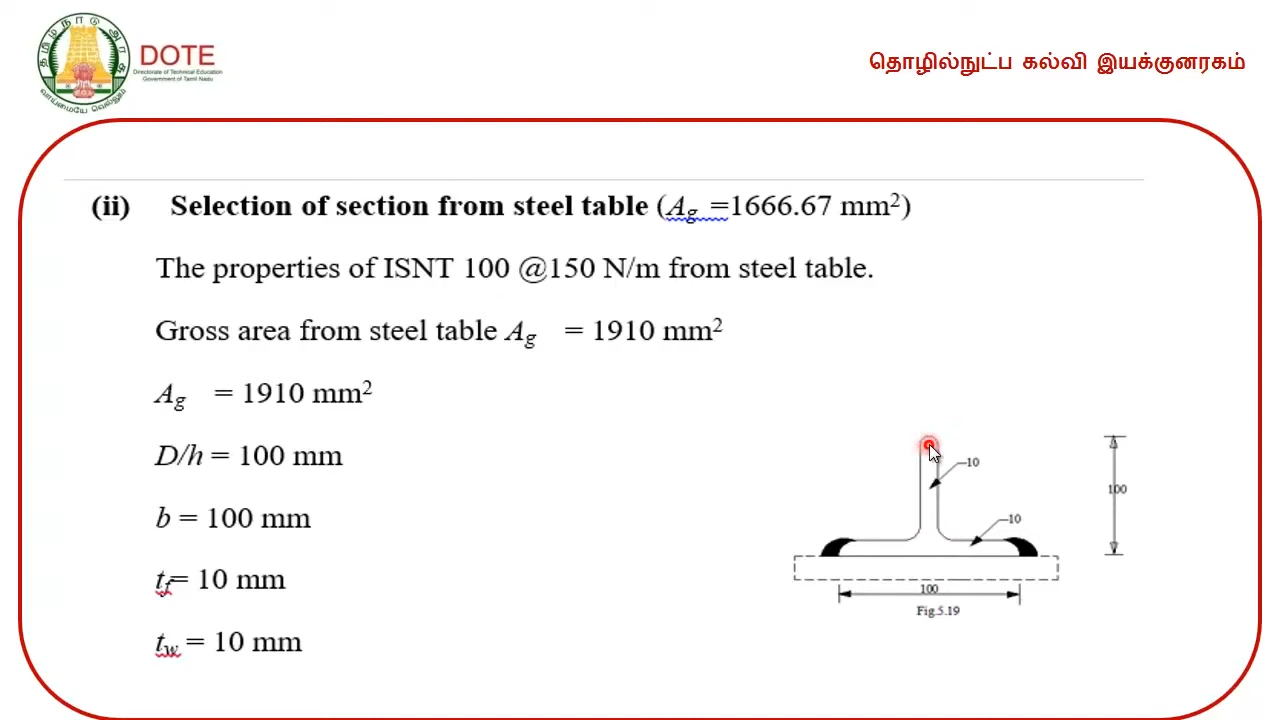 தமிழ்நாடு அரசு
வாய்மையே வெல்லும்
DOTE
Directorate of Technical Education
Government of Tamil Nadu
தொழில்நுட்ப கல்வி இயக்குனரகம்
(ii) Selection of section from steel table (Ag =1666.67 mm²)
The properties of ISNT 100 @150 N/m from steel table.
Gross area from steel table Ag = 1910 mm²
Ag = 1910 mm²
D/h = 100 mm
b = 100 mm
tf= 10 mm
tw = 10 mm
10
10
100
100
Fig.5.19